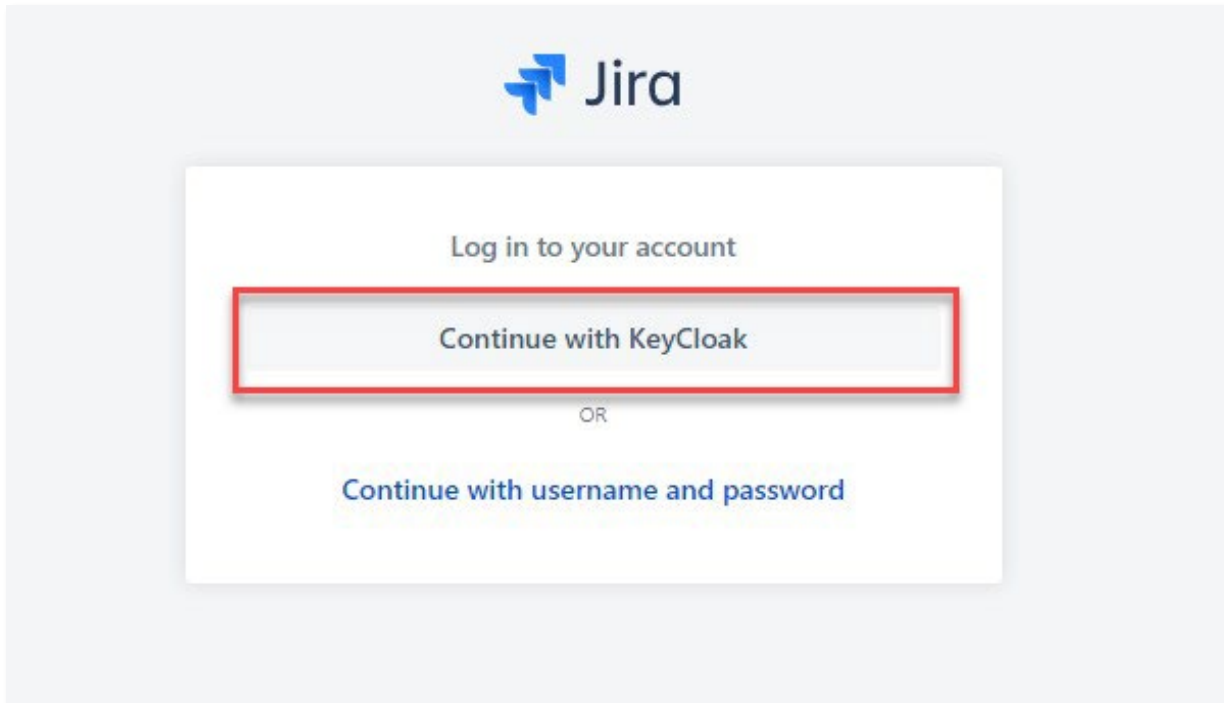 Jira
Log in to your account
Continue with KeyCloak
OR
Continue with username and password